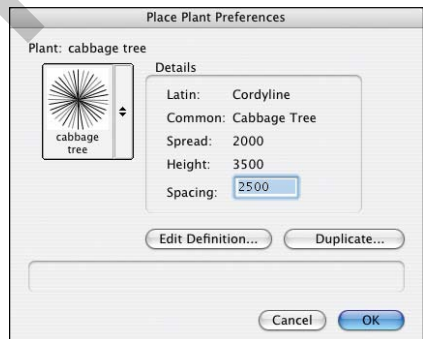 Place Plant Preferences
Plant: cabbage tree
cabbage
tree
Details
Latin: Cordyline
Common: Cabbage Tree
Spread: 2000
Height: 3500
Spacing: 2500
Edit Definition... Duplicate...
Cancel OK